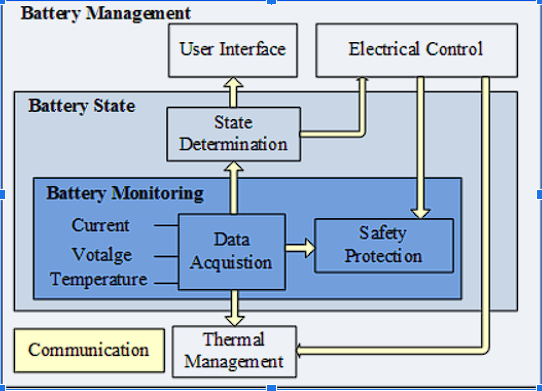 Battery Management
User Interface
Electrical Control
Battery State
State
Determination
Battery Monitoring
Current
Votalge
Temperature
Data
Acquistion
Safety
Protection
Communication
Thermal
Management